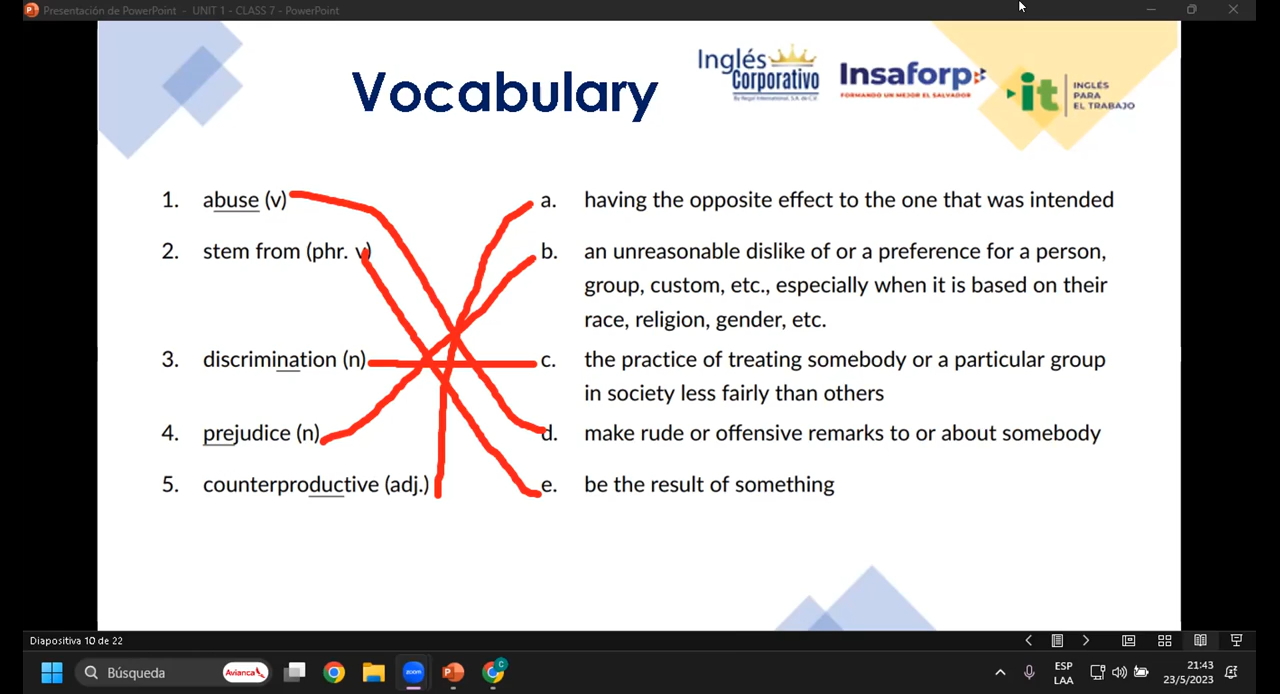 Presentación de PowerPoint - UNIT 1 - CLASS 7 - PowerPoint
Vocabulary
Inglés Corporativo
By Regal International, S.A. de C.V.
Insaforp
FORMANDO UN MEJOR EL SALVADOR
it INGLÉS PARA EL TRABAJO
1. abuse (v)
2. stem from (phr. v)
3. discrimination (n)
4. prejudice (n)
5. counterproductive (adj.)
a. having the opposite effect to the one that was intended
b. an unreasonable dislike of or a preference for a person,
group, custom, etc., especially when it is based on their
race, religion, gender, etc.
c. the practice of treating somebody or a particular group
in society less fairly than others
d. make rude or offensive remarks to or about somebody
e. be the result of something
Diapositiva 10 de 22
Búsqueda
Avianca
zoom
C
ESP
LAA
21:43
23/5/2023